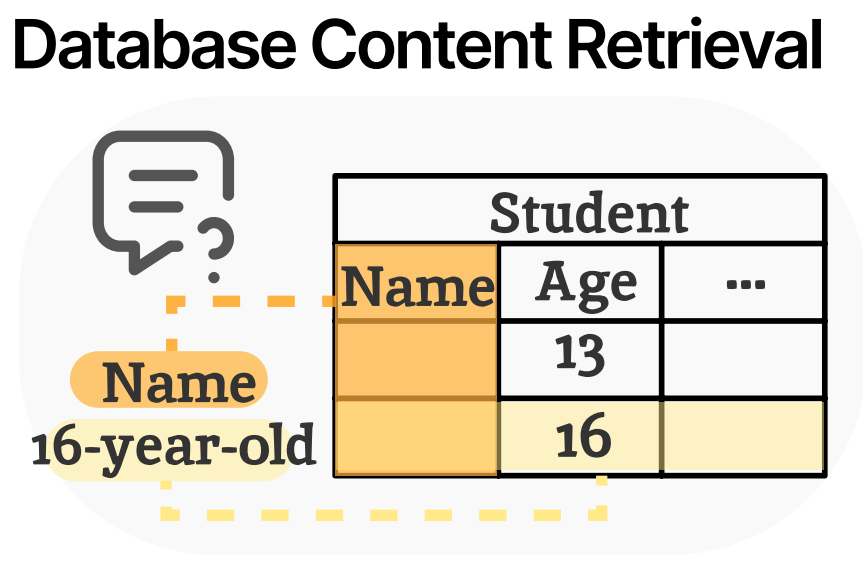 Database Content Retrieval
Student
Name Age ...
13
Name
16-year-old
16